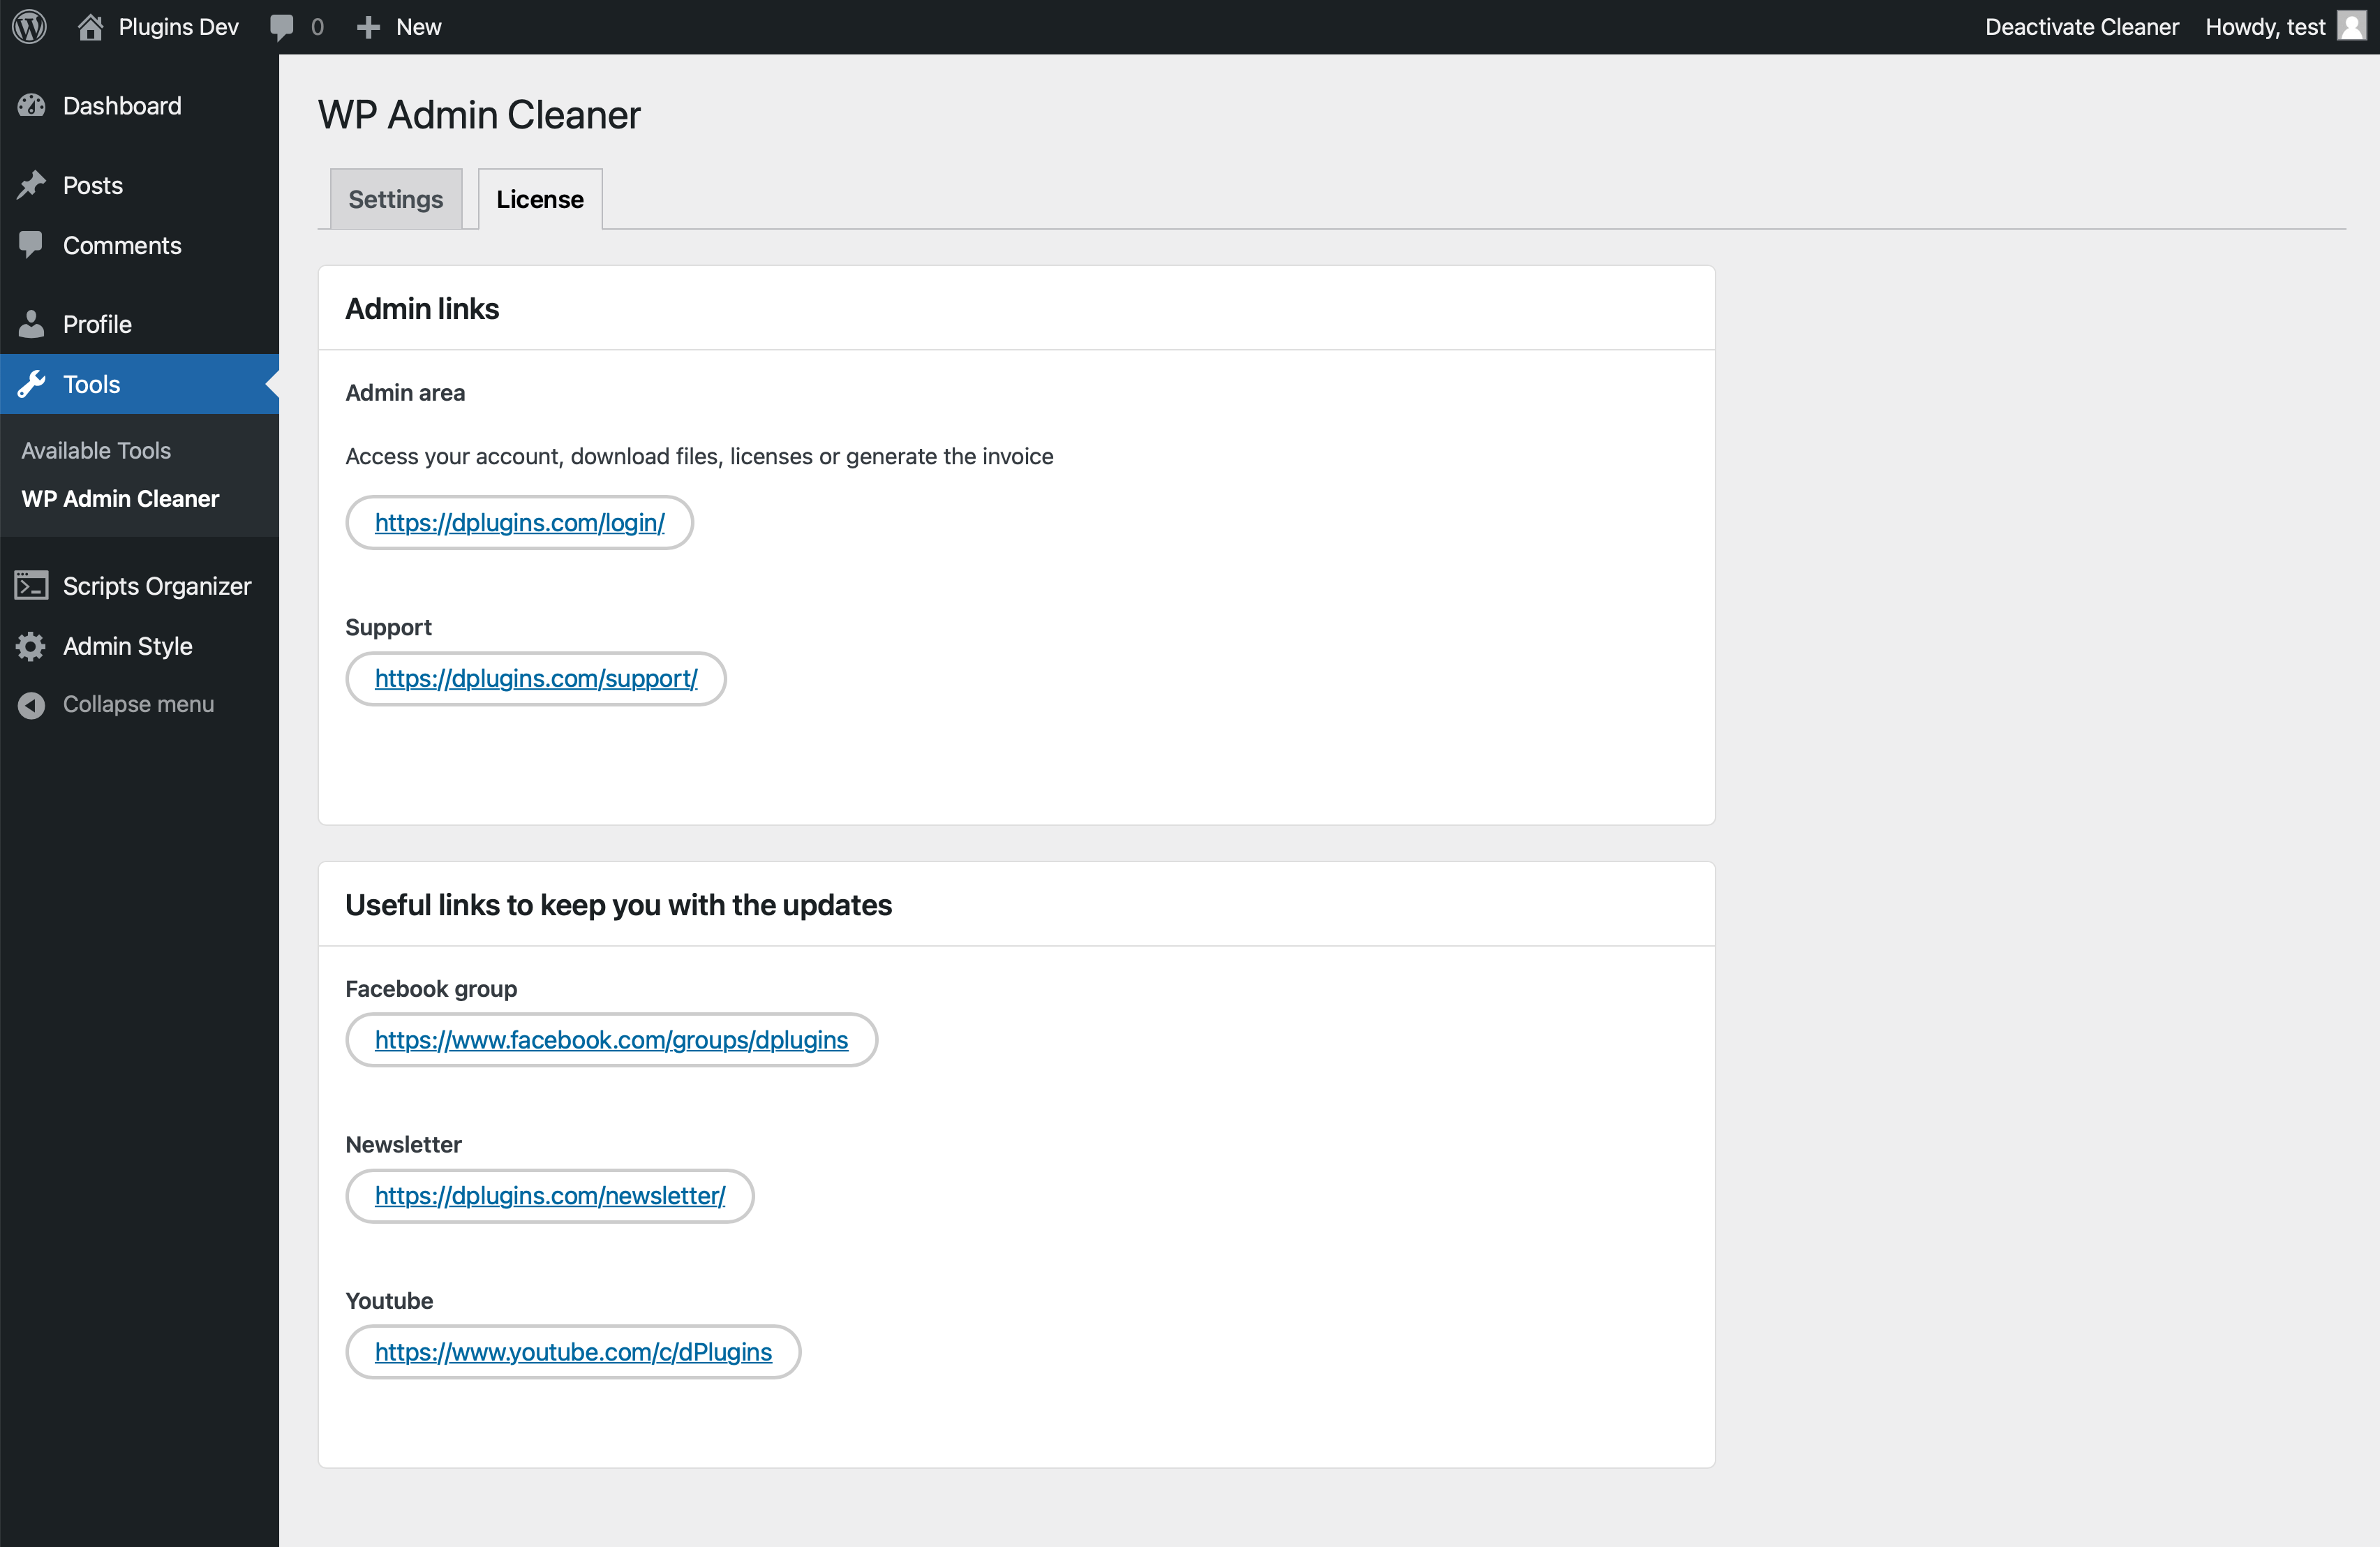 Plugins Dev
0
New
Deactivate Cleaner
Howdy, test
Dashboard
Posts
Comments
Profile
Tools
Available Tools
WP Admin Cleaner
Scripts Organizer
Admin Style
Collapse menu
WP Admin Cleaner
Settings
License
Admin links
Admin area
Access your account, download files, licenses or generate the invoice
https://dplugins.com/login/
Support
https://dplugins.com/support/
Useful links to keep you with the updates
Facebook group
https://www.facebook.com/groups/dplugins
Newsletter
https://dplugins.com/newsletter/
Youtube
https://www.youtube.com/c/dPlugins